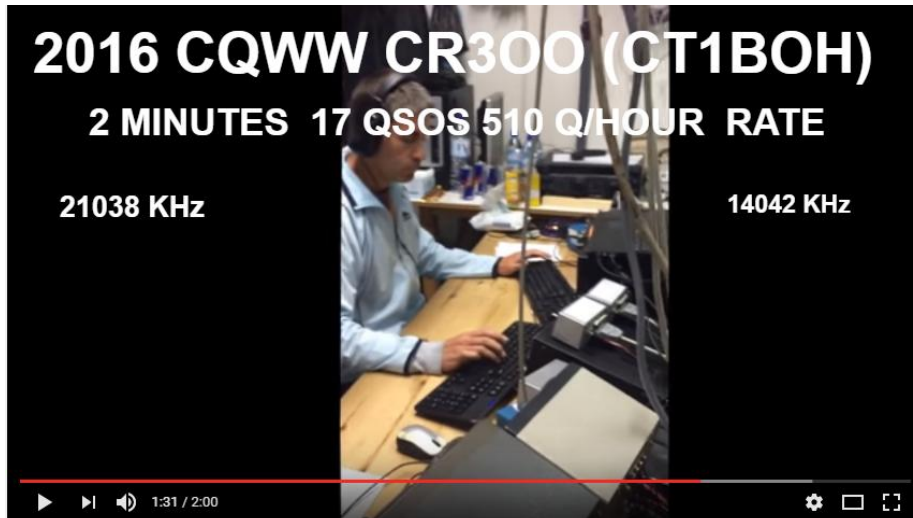 2016 CQWW CR3OO (CT1BOH)
2 MINUTES 17 QSOS 510 Q/HOUR RATE
21038 KHz
14042 KHz
1:31 / 2:00